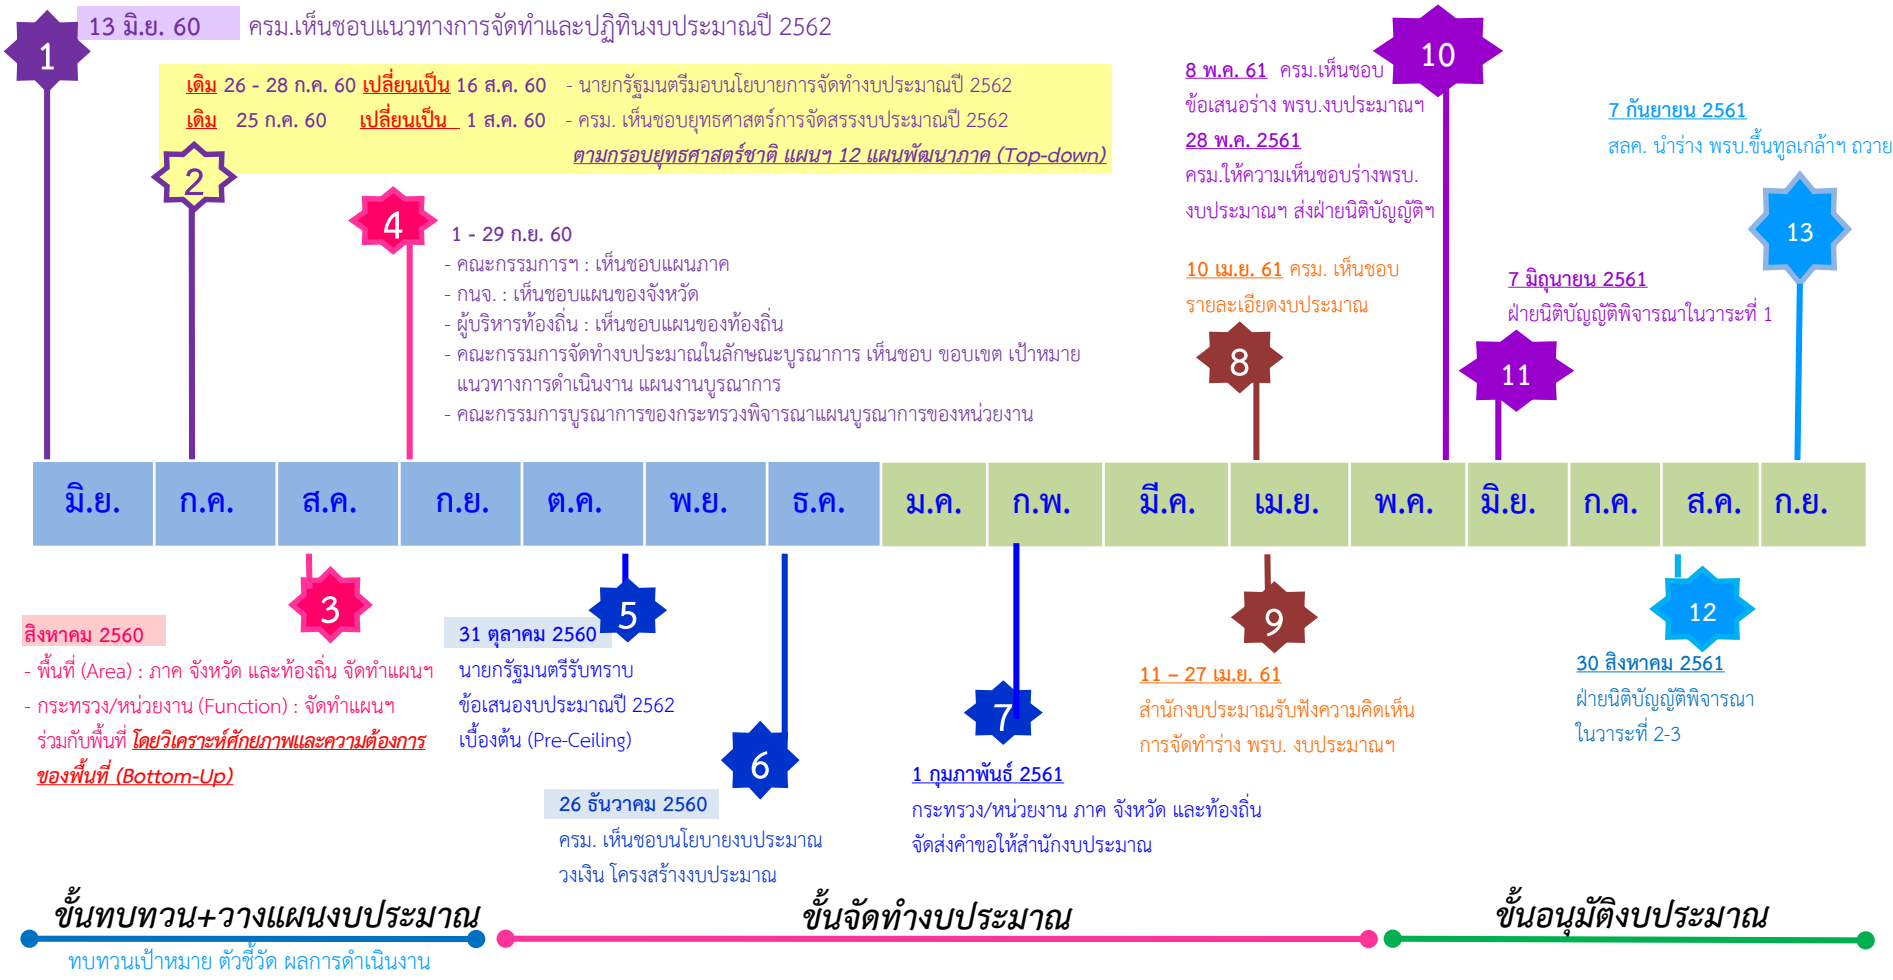 1
13 มิ.ย. 60 ครม.เห็นชอบแนวทางการจัดทำและปฏิทินงบประมาณปี 2562
เดิม 26 - 28 ก.ค. 60 เปลี่ยนเป็น 16 ส.ค. 60 - นายกรัฐมนตรีมอบนโยบายการจัดทำงบประมาณปี 2562
เดิม 25 ก.ค. 60 เปลี่ยนเป็น 1 ส.ค. 60 - ครม. เห็นชอบยุทธศาสตร์การจัดสรรงบประมาณปี 2562
ตามกรอบยุทธศาสตร์ชาติ แผนฯ 12 แผนพัฒนาภาค (Top-down)
2
4
1 - 29 ก.ย. 60
- คณะกรรมการฯ : เห็นชอบแผนภาค
- กนจ. : เห็นชอบแผนของจังหวัด
- ผู้บริหารท้องถิ่น : เห็นชอบแผนของท้องถิ่น
- คณะกรรมการจัดทำงบประมาณในลักษณะบูรณาการ เห็นชอบ ขอบเขต เป้าหมาย
แนวทางการดำเนินงาน แผนงานบูรณาการ
- คณะกรรมการบูรณาการของกระทรวงพิจารณาแผนบูรณาการของหน่วยงาน
10
8 พ.ค. 61 ครม.เห็นชอบ
ข้อเสนอร่าง พรบ.งบประมาณฯ
28 พ.ค. 2561
ครม.ให้ความเห็นชอบร่างพรบ.
งบประมาณฯ ส่งฝ่ายนิติบัญญัติฯ
10 เม.ย. 61 ครม. เห็นชอบ
รายละเอียดงบประมาณ
8
7 มิถุนายน 2561
ฝ่ายนิติบัญญัติพิจารณาในวาระที่ 1
11
7 กันยายน 2561
สลค. นำร่าง พรบ.ขึ้นทูลเกล้าฯ ถวาย
13
มิ.ย. ก.ค. ส.ค. ก.ย. ต.ค. พ.ย. ธ.ค. ม.ค. ก.พ. มี.ค. เม.ย. พ.ค. มิ.ย. ก.ค. ส.ค. ก.ย.
3
สิงหาคม 2560
- พื้นที่ (Area) : ภาค จังหวัด และท้องถิ่น จัดทำแผนฯ
- กระทรวง/หน่วยงาน (Function) : จัดทำแผนฯ
ร่วมกับพื้นที่ โดยวิเคราะห์ศักยภาพและความต้องการ
ของพื้นที่ (Bottom-Up)
5
31 ตุลาคม 2560
นายกรัฐมนตรีรับทราบ
ข้อเสนองบประมาณปี 2562
เบื้องต้น (Pre-Ceiling)
6
26 ธันวาคม 2560
ครม. เห็นชอบนโยบายงบประมาณ
วงเงิน โครงสร้างงบประมาณ
7
1 กุมภาพันธ์ 2561
กระทรวง/หน่วยงาน ภาค จังหวัด และท้องถิ่น
จัดส่งคำขอให้สำนักงบประมาณ
9
11 – 27 เม.ย. 61
สำนักงบประมาณรับฟังความคิดเห็น
การจัดทำร่าง พรบ. งบประมาณฯ
12
30 สิงหาคม 2561
ฝ่ายนิติบัญญัติพิจารณา
ในวาระที่ 2-3
ขั้นทบทวน+วางแผนงบประมาณ
ทบทวนเป้าหมาย ตัวชี้วัด ผลการดำเนินงาน
ขั้นจัดทำงบประมาณ
ขั้นอนุมัติงบประมาณ